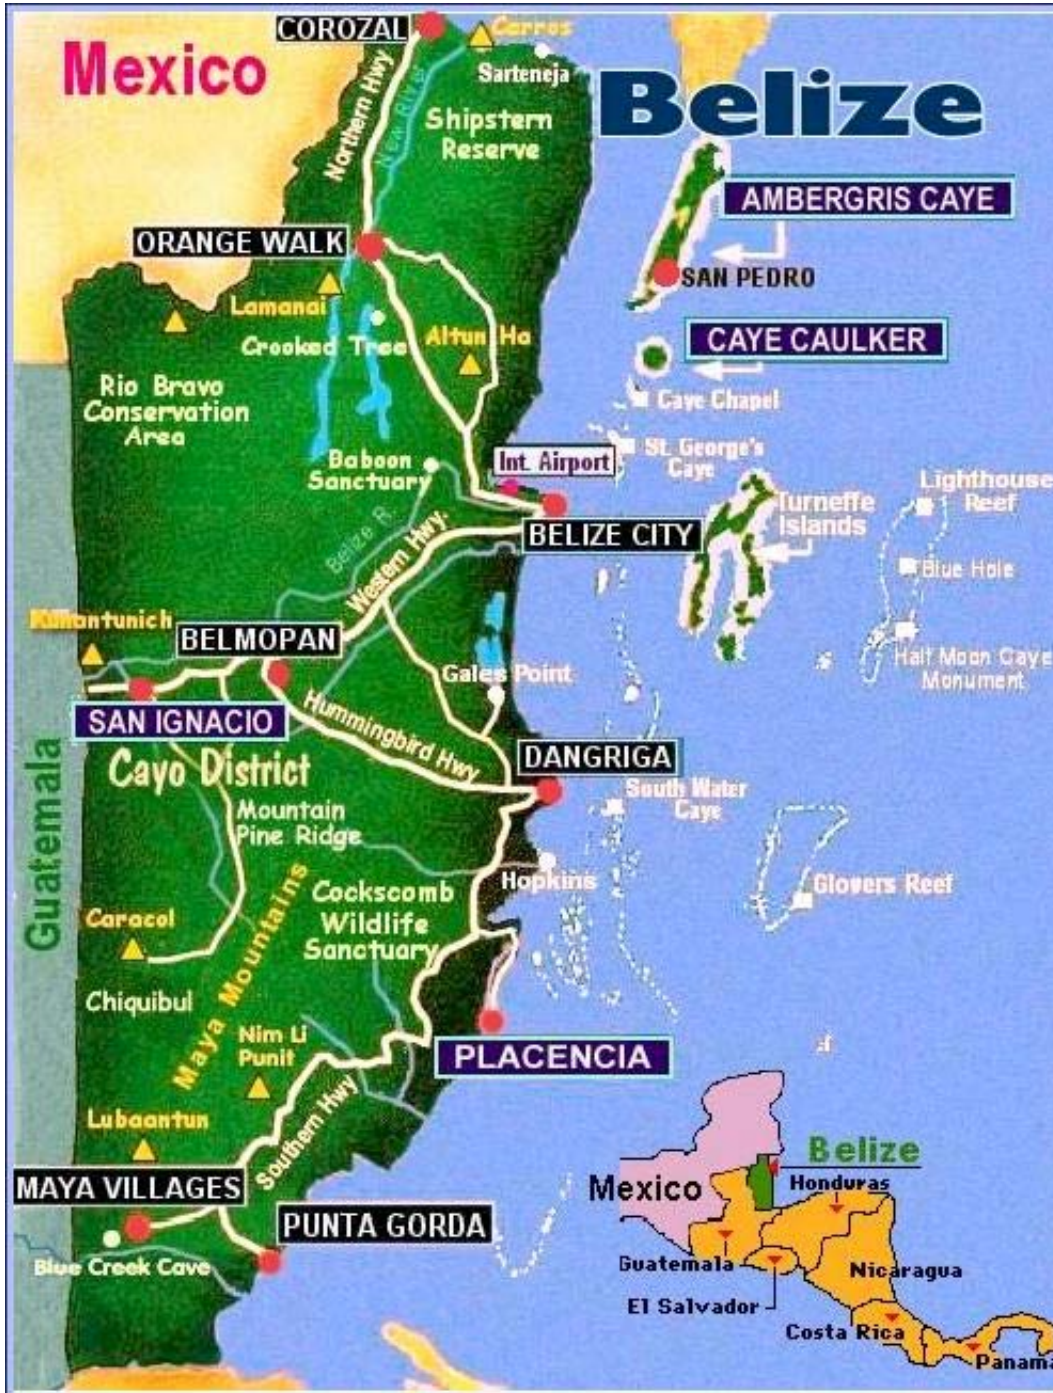 COROZAL
Carros
Mexico
Sarteneja
Belize
Northern Hwy
New River
Shipstern
Reserve
AMBERGRIS CAYE
ORANGE WALK
SAN PEDRO
Lamanai
Crooked Tree
Altun Ha
CAYE CAULKER
Rio Bravo
Conservation
Area
Caye Chapel
Baboon
Sanctuary
Int. Airport
St. George's
Caye
Lighthouse
Reef
Turneffe
Islands
Belize R.
Western Hwy.
BELIZE CITY
Blue Hole
BELMOPAN
Gales Point
Half Moon Caye
Monument
SAN IGNACIO
Hummingbird Hwy
DANGRIGA
Guatemala
Cayo District
Mountain
Pine Ridge
South Water
Caye
Hopkins
Glovers Reef
Cockscomb
Wildlife
Sanctuary
Caracol
Maya Mountains
Chiquibul
Nim Li
Punit
PLACENCIA
Lubaantun
Southern Hwy
MAYA VILLAGES
PUNTA GORDA
Blue Creek Cave
Belize
Mexico
Honduras
Guatemala
Nicaragua
El Salvador
Costa Rica
Panama